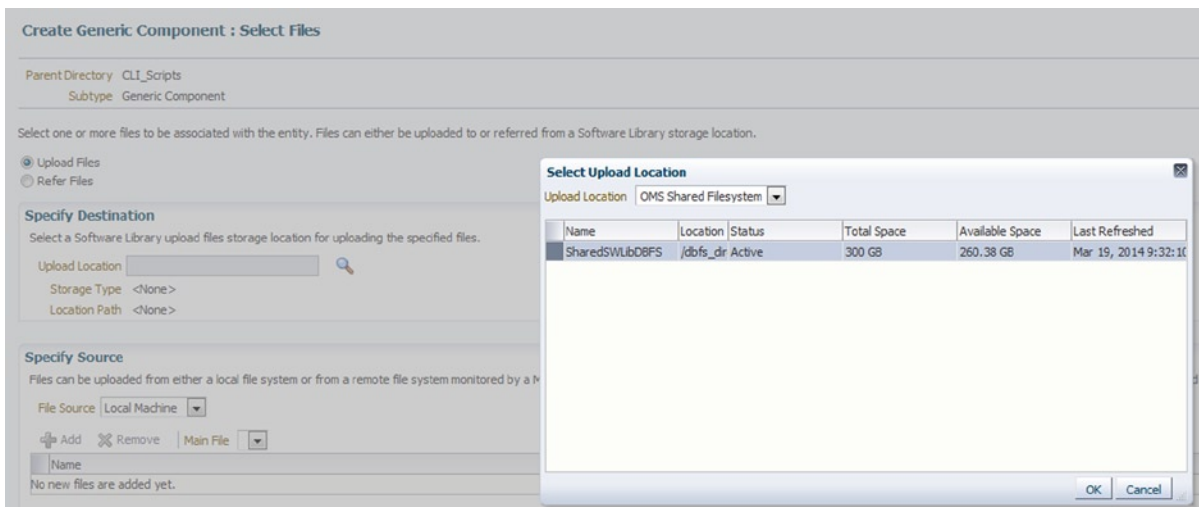 Create Generic Component : Select Files
Parent Directory CLI_Scripts
Subtype Generic Component
Select one or more files to be associated with the entity. Files can either be uploaded to or referred from a Software Library storage location.
Upload Files
Refer Files
Specify Destination
Select a Software Library upload files storage location for uploading the specified files.
Upload Location
Storage Type <None>
Location Path <None>
Specify Source
Files can be uploaded from either a local file system or from a remote file system monitored by a M
File Source Local Machine
Add Remove Main File
Name
No new files are added yet.
Select Upload Location
Upload Location OMS Shared Filesystem
Name Location Status Total Space Available Space Last Refreshed
SharedSWLibDBFS /dbfs_dir Active 300 GB 260.38 GB Mar 19, 2014 9:32:10
OK Cancel